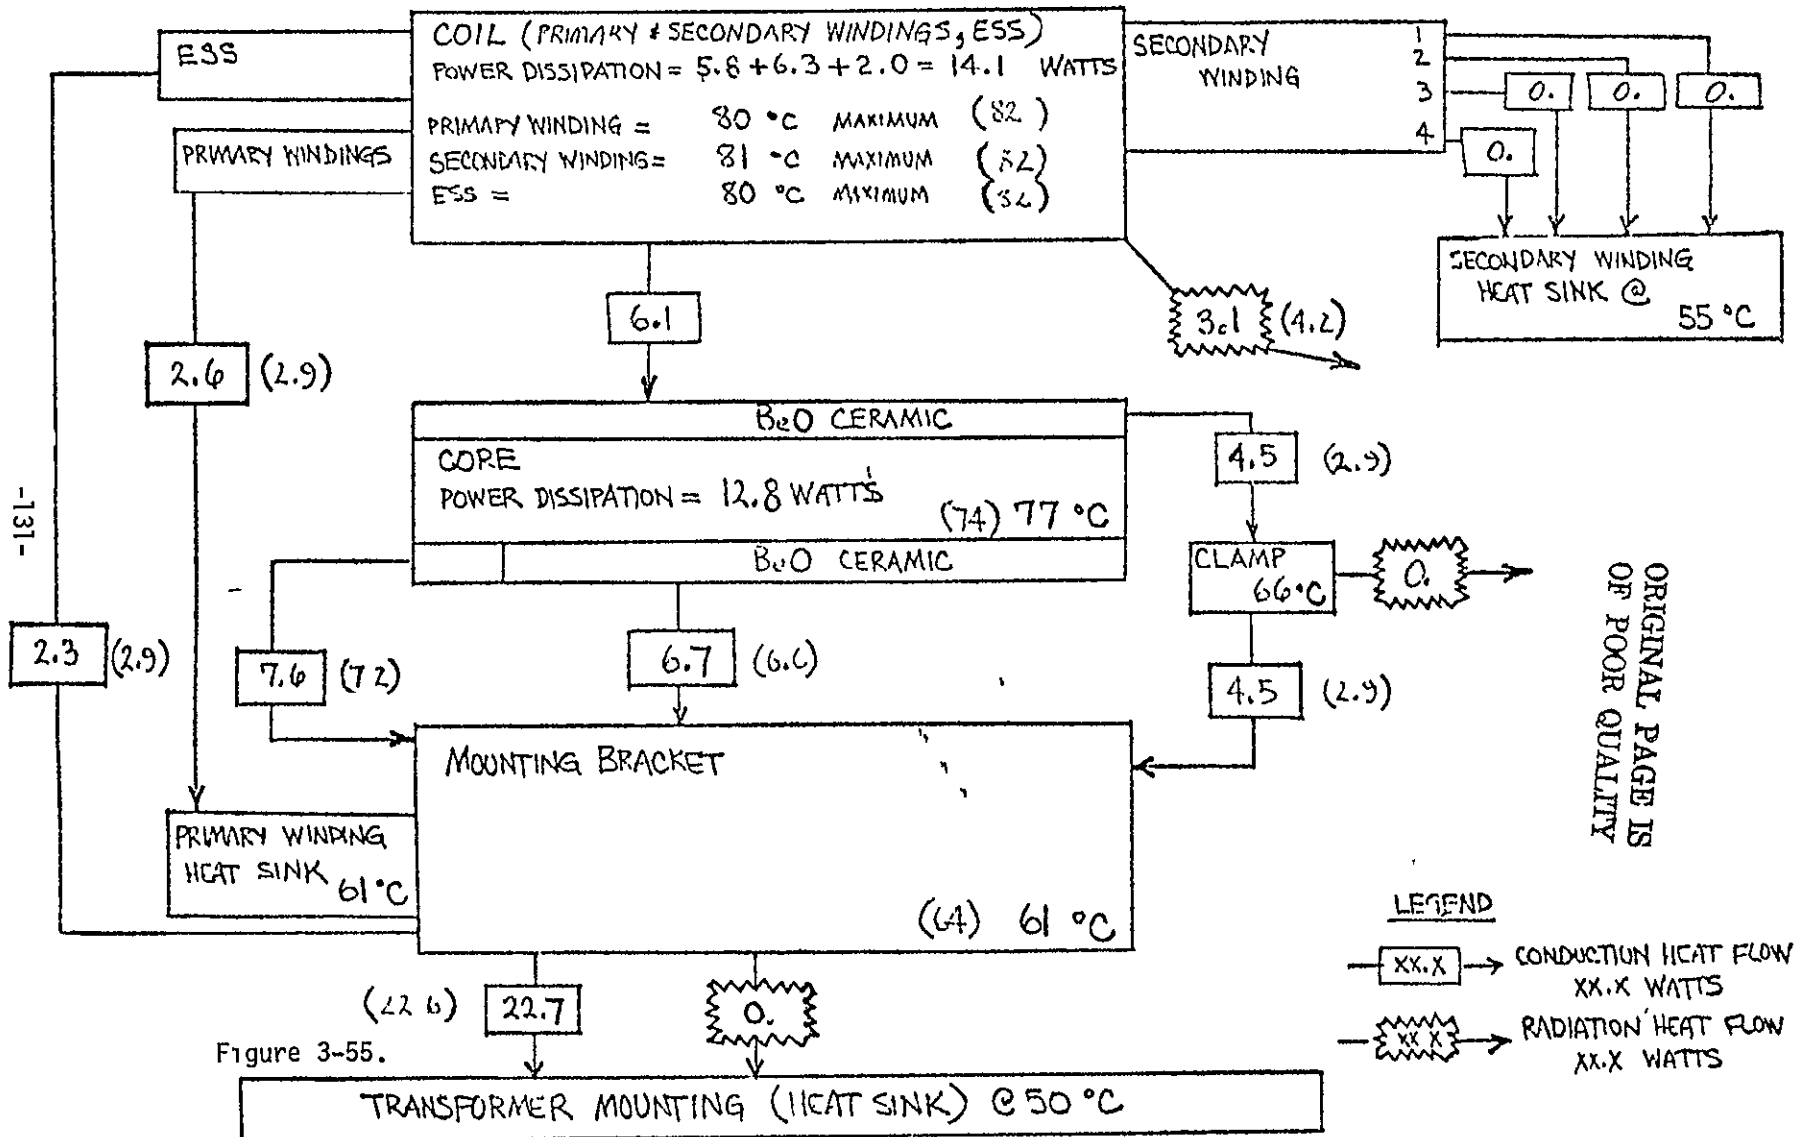 COIL (PRIMARY & SECONDARY WINDINGS, ESS)
POWER DISSIPATION = 5.8 + 6.3 + 2.0 = 14.1 WATTS
PRIMARY WINDING = 80 °C MAXIMUM (82)
SECONDARY WINDING = 81 °C MAXIMUM (82)
ESS = 80 °C MAXIMUM (82)
ESS
PRIMARY WINDINGS
SECONDARY
WINDING
1
2
3
4
0.
0.
0.
0.
SECONDARY WINDING
HEAT SINK @
55 °C
6.1
3.1 (4.2)
2.6 (2.9)
BeO CERAMIC
CORE
POWER DISSIPATION = 12.8 WATTS
(74) 77 °C
BeO CERAMIC
4.5 (2.9)
CLAMP
66 °C
0.
4.5 (2.9)
2.3 (2.9)
7.6 (7 2)
6.7 (6.6)
MOUNTING BRACKET
(64) 61 °C
PRIMARY WINDING
HEAT SINK 61 °C
(22 6) 22.7
0.
Figure 3-55.
TRANSFORMER MOUNTING (HEAT SINK) @ 50 °C
LEGEND
XX.X CONDUCTION HEAT FLOW
XX.X WATTS
XX X RADIATION HEAT FLOW
XX.X WATTS
ORIGINAL PAGE IS
OF POOR QUALITY
-131-